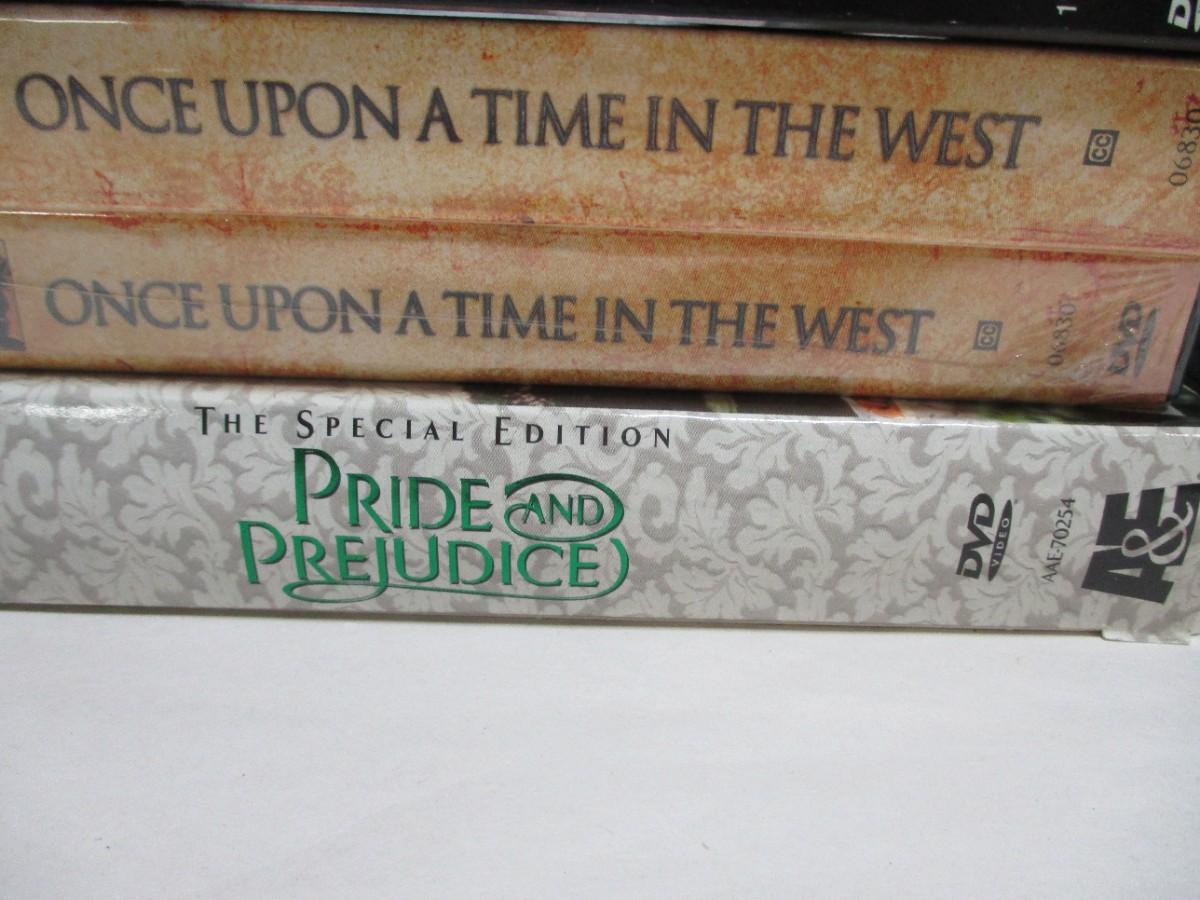 1
ONCE UPON A TIME IN THE WEST CC 06830
ONCE UPON A TIME IN THE WEST CC 06830 DVD
THE SPECIAL EDITION
PRIDE AND
PREJUDICE
DVD
VIDEO
AAE-70254
A&E